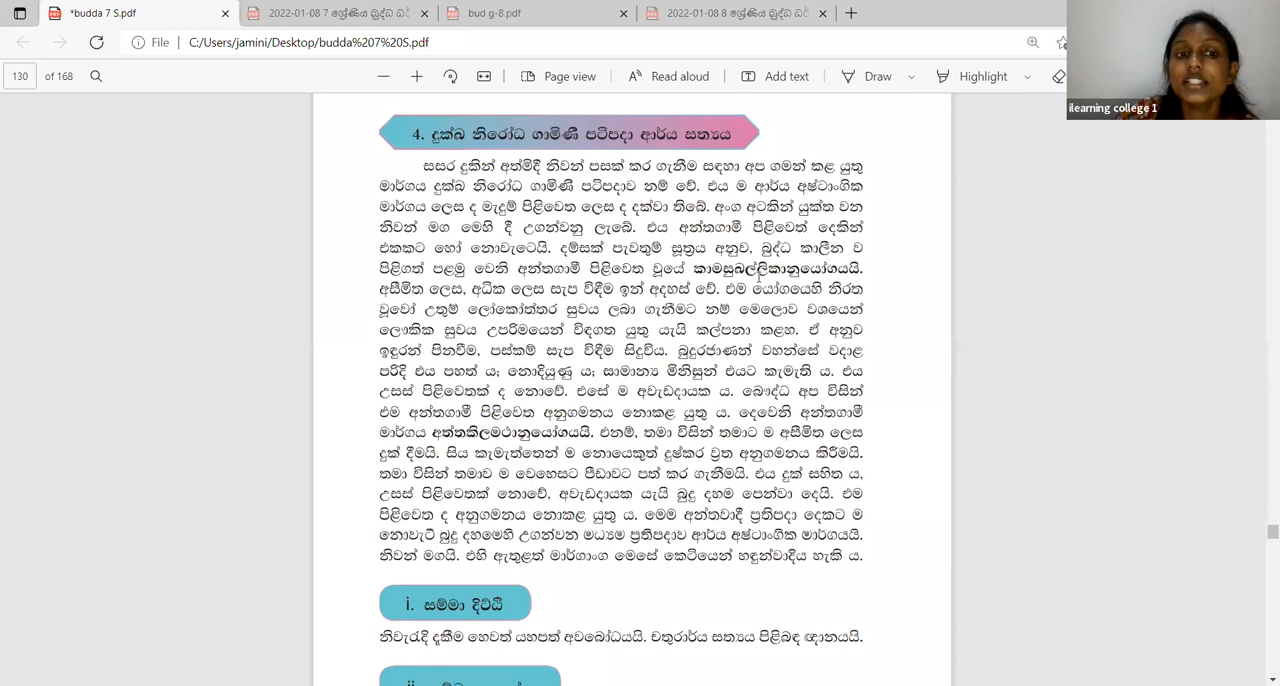 *budda 7 S.pdf
2022-01-08 7 ශ්‍රේණිය බුද්ධ ධර්
bud g-8.pdf
2022-01-08 8 ශ්‍රේණිය බුද්ධ ධර්
File | C:/Users/jamini/Desktop/budda%207%20S.pdf
130 of 168
Page view
Read aloud
Add text
Draw
Highlight
ilearning college 1
4. දුක්ඛ නිරෝධ ගාමිණී පටිපදා ආර්ය සත්‍යය
සසර දුකින් අත්මිදී නිවන් පසක් කර ගැනීම සඳහා අප ගමන් කළ යුතු
මාර්ගය දුක්ඛ නිරෝධ ගාමිණී පටිපදාව නම් වේ. එය ම ආර්ය අෂ්ටාංගික
මාර්ගය ලෙස ද මැදුම් පිළිවෙත ලෙස ද දක්වා තිබේ. අංග අටකින් යුක්ත වන
නිවන් මග මෙහි දී උගන්වනු ලැබේ. එය අන්තගාමී පිළිවෙත් දෙකින්
එකකට හෝ නොවැටෙයි. දම්සක් පැවතුම් සූත්‍රය අනුව, බුද්ධ කාලීන ව
පිළිගත් පළමු වෙනි අන්තගාමී පිළිවෙත වූයේ කාමසුඛල්ලිකානුයෝගයයි.
අසීමිත ලෙස, අධික ලෙස සැප විඳීම ඉන් අදහස් වේ. එම යෝගයෙහි නිරත
වූවෝ උතුම් ලෝකෝත්තර සුවය ලබා ගැනීමට නම් මෙලොව වශයෙන්
ලෞකික සුවය උපරිමයෙන් විඳගත යුතු යැයි කල්පනා කළහ. ඒ අනුව
ඉඳුරන් පිනවීම, පස්කම් සැප විඳීම සිදුවිය. බුදුරජාණන් වහන්සේ වදාළ
පරිදි එය පහත් ය; නොදියුණු ය; සාමාන්‍ය මිනිසුන් එයට කැමැති ය. එය
උසස් පිළිවෙතක් ද නොවේ. එසේ ම අවැඩදායක ය. බෞද්ධ අප විසින්
එම අන්තගාමී පිළිවෙත අනුගමනය නොකළ යුතු ය. දෙවෙනි අන්තගාමී
මාර්ගය අත්තකිලමථානුයෝගයයි. එනම්, තමා විසින් තමාට ම අසීමිත ලෙස
දුක් දීමයි. සිය කැමැත්තෙන් ම නොයෙකුත් දුෂ්කර ව්‍රත අනුගමනය කිරීමයි.
තමා විසින් තමාව ම වෙහෙසට පීඩාවට පත් කර ගැනීමයි. එය දුක් සහිත ය,
උසස් පිළිවෙතක් නොවේ, අවැඩදායක යැයි බුදු දහම පෙන්වා දෙයි. එම
පිළිවෙත ද අනුගමනය නොකළ යුතු ය. මෙම අන්තවාදී ප්‍රතිපදා දෙකට ම
නොවැටී බුදු දහමෙහි උගන්වන මධ්‍යම ප්‍රතිපදාව ආර්ය අෂ්ටාංගික මාර්ගයයි.
නිවන් මගයි. එහි ඇතුළත් මාර්ගාංග මෙසේ කෙටියෙන් හඳුන්වාදිය හැකි ය.
i. සම්මා දිට්ඨි
නිවැරැදි දැකීම හෙවත් යහපත් අවබෝධයයි. චතුරාර්ය සත්‍යය පිළිබඳ ඥානයයි.